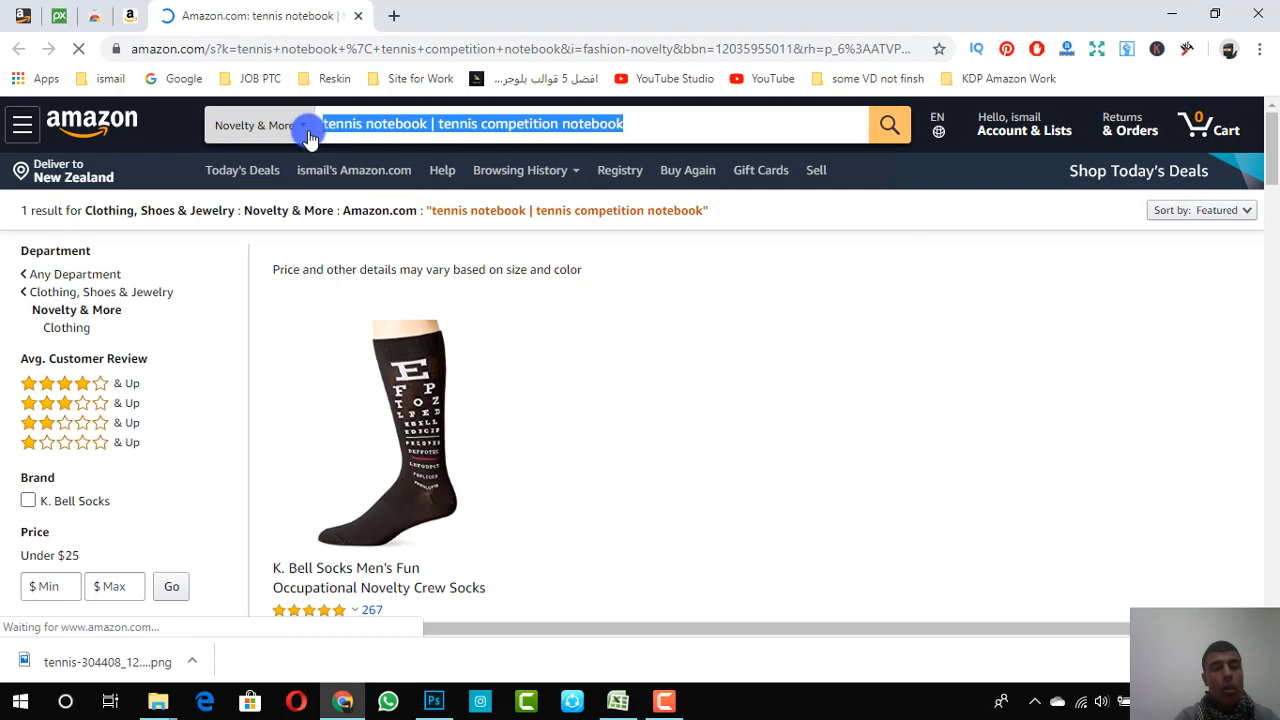 Amazon.com: tennis notebook | t
amazon.com/s?k=tennis+notebook+%7C+tennis+competition+notebook&i=fashion-novelty&bbn=12035955011&rh=p_6%3AATVP...
Apps ismail Google JOB PTC Reskin Site for Work افضل 5 قوالب بلوجر... YouTube Studio YouTube some VD not finsh KDP Amazon Work
amazon Novelty & More tennis notebook | tennis competition notebook EN Hello, ismail Account & Lists Returns & Orders 0 Cart
Deliver to New Zealand Today's Deals ismail's Amazon.com Help Browsing History Registry Buy Again Gift Cards Sell Shop Today's Deals
1 result for Clothing, Shoes & Jewelry : Novelty & More : Amazon.com : "tennis notebook | tennis competition notebook" Sort by: Featured
Department
Any Department
Clothing, Shoes & Jewelry
Novelty & More
Clothing
Avg. Customer Review
& Up
& Up
& Up
& Up
Brand
K. Bell Socks
Price
Under $25
$ Min $ Max Go
Price and other details may vary based on size and color
E
F P
T O Z
K. Bell Socks Men's Fun
Occupational Novelty Crew Socks
267
Waiting for www.amazon.com...
tennis-304408_12....png